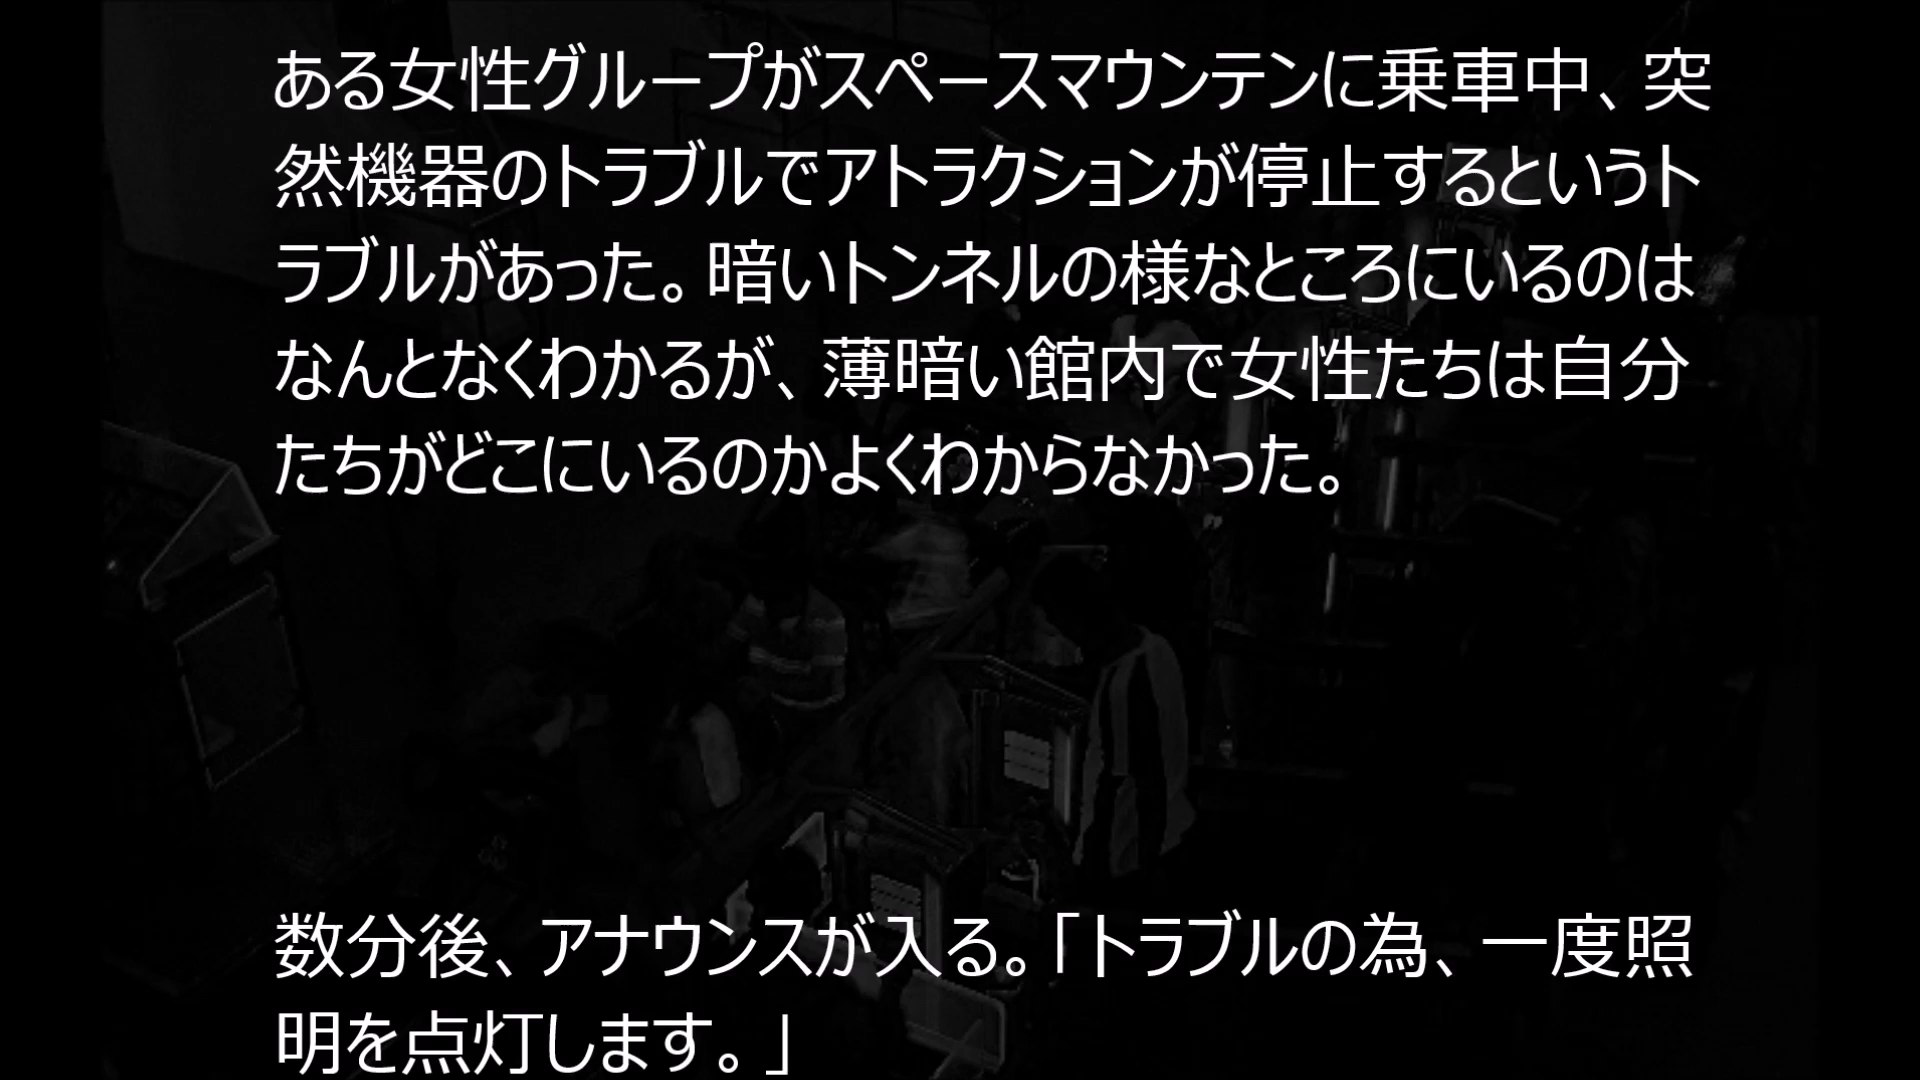 ある女性グループがスペースマウンテンに乗車中、突
然機器のトラブルでアトラクションが停止するというト
ラブルがあった。暗いトンネルの様なところにいるのは
なんとなくわかるが、薄暗い館内で女性たちは自分
たちがどこにいるのかよくわからなかった。
数分後、アナウンスが入る。「トラブルの為、一度照
明を点灯します。」